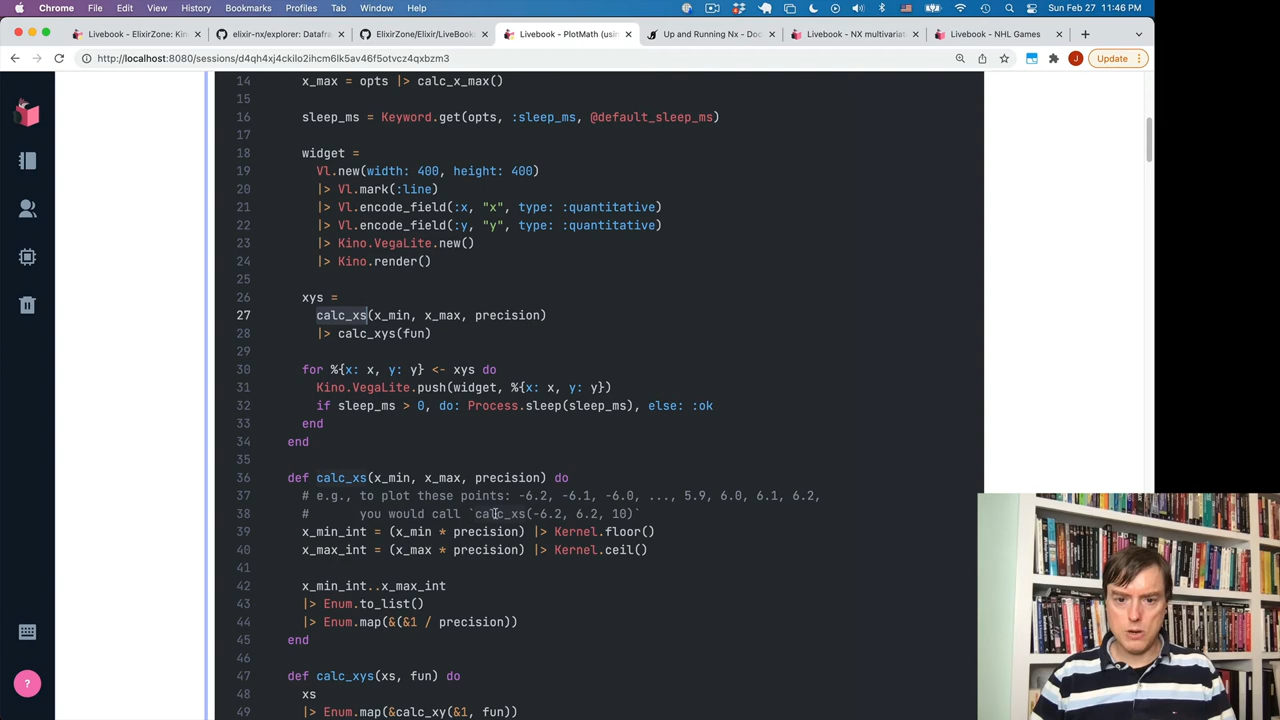 Chrome File Edit View History Bookmarks Profiles Tab Window Help Sun Feb 27 11:46 PM
Livebook - ElixirZone: Kin
elixir-nx/explorer: Datafra
ElixirZone/Elixir/LiveBook
Livebook - PlotMath (usin
Up and Running Nx - Doc
Livebook - NX multivariat
Livebook - NHL Games
http://localhost:8080/sessions/d4qh4xj4ckilo2ihcm6lk5av46f5otvcz4qxbzm3
J
Update
14 x_max = opts |> calc_x_max()
15
16 sleep_ms = Keyword.get(opts, :sleep_ms, @default_sleep_ms)
17
18 widget =
19 Vl.new(width: 400, height: 400)
20 |> Vl.mark(:line)
21 |> Vl.encode_field(:x, "x", type: :quantitative)
22 |> Vl.encode_field(:y, "y", type: :quantitative)
23 |> Kino.VegaLite.new()
24 |> Kino.render()
25
26 xys =
27 calc_xs(x_min, x_max, precision)
28 |> calc_xys(fun)
29
30 for %{x: x, y: y} <- xys do
31 Kino.VegaLite.push(widget, %{x: x, y: y})
32 if sleep_ms > 0, do: Process.sleep(sleep_ms), else: :ok
33 end
34 end
35
36 def calc_xs(x_min, x_max, precision) do
37 # e.g., to plot these points: -6.2, -6.1, -6.0, ..., 5.9, 6.0, 6.1, 6.2,
38 # you would call `calc_xs(-6.2, 6.2, 10)`
39 x_min_int = (x_min * precision) |> Kernel.floor()
40 x_max_int = (x_max * precision) |> Kernel.ceil()
41
42 x_min_int..x_max_int
43 |> Enum.to_list()
44 |> Enum.map(&(&1 / precision))
45 end
46
47 def calc_xys(xs, fun) do
48 xs
49 |> Enum.map(&calc_xy(&1, fun))
?